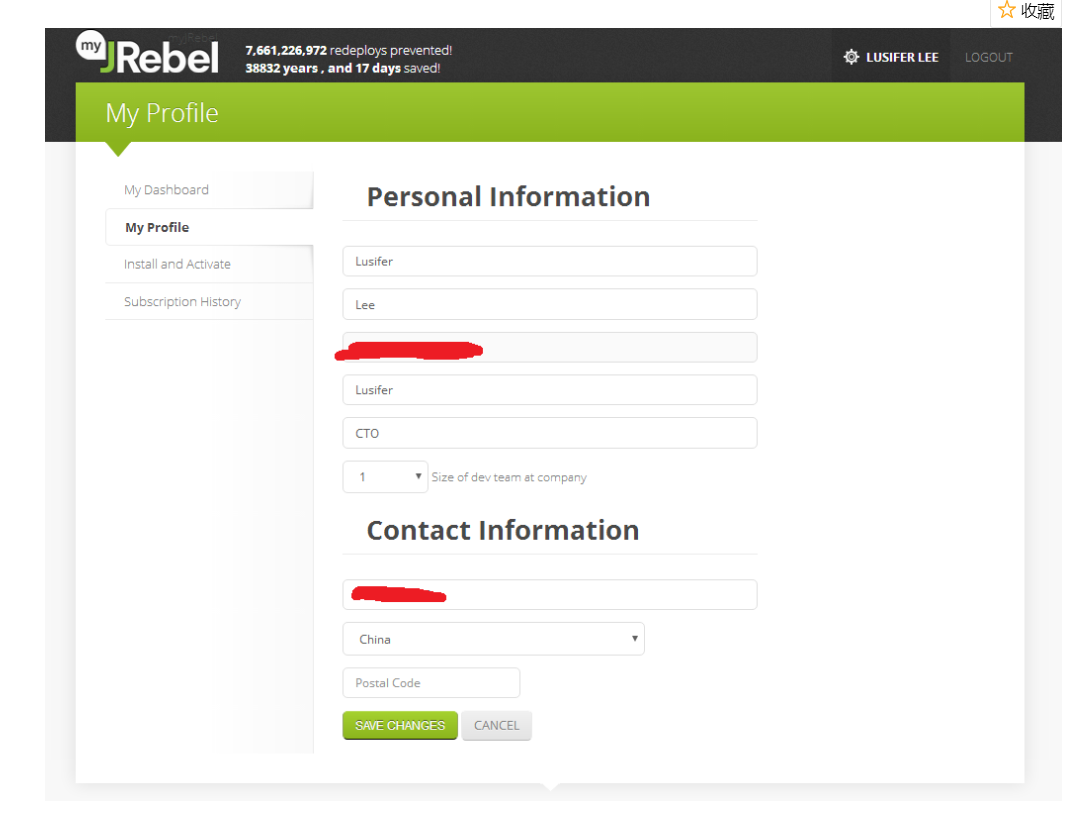 收藏
my JRebel
7,661,226,972 redeploys prevented!
38832 years , and 17 days saved!
LUSIFER LEE LOGOUT
My Profile
My Dashboard
My Profile
Install and Activate
Subscription History
Personal Information
Lusifer
Lee
Lusifer
CTO
1 Size of dev team at company
Contact Information
China
Postal Code
SAVE CHANGES CANCEL